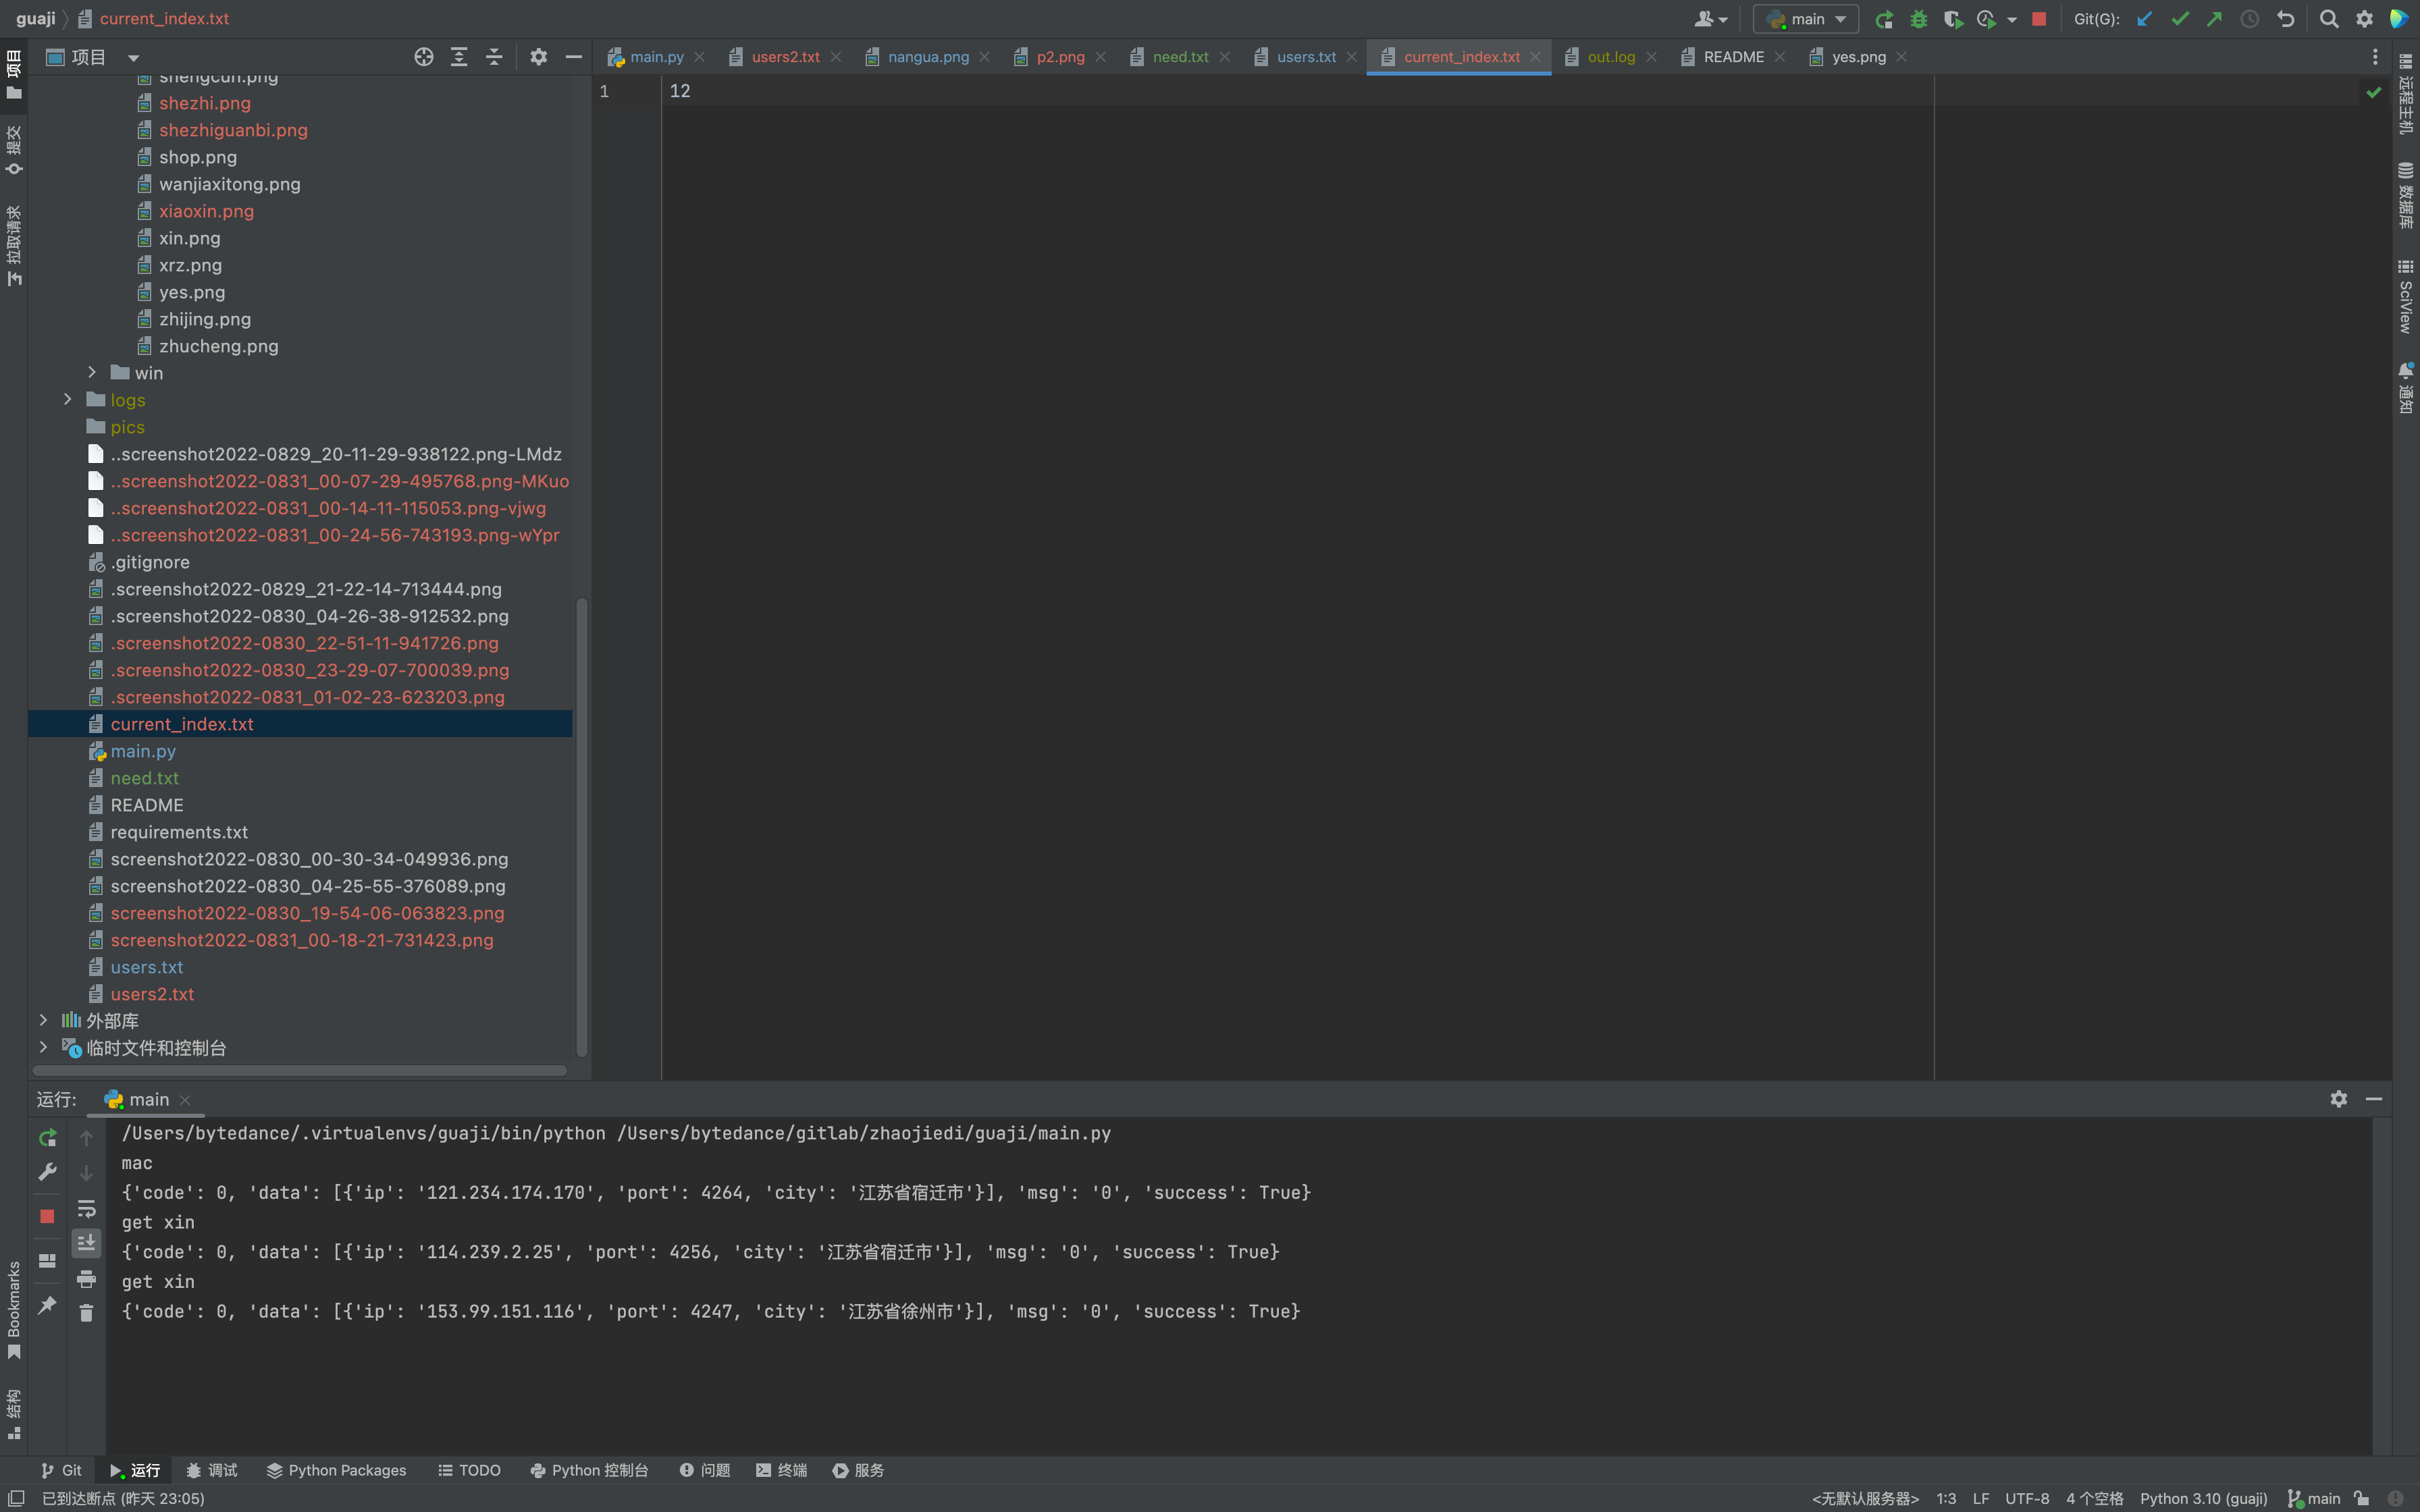 guaji
current_index.txt
main
Git(G):
项目
main.py
users2.txt
nangua.png
p2.png
need.txt
users.txt
current_index.txt
out.log
README
yes.png
项目
提交
拉取请求
Bookmarks
结构
shengcun.png
shezhi.png
shezhiguanbi.png
shop.png
wanjiaxitong.png
xiaoxin.png
xin.png
xrz.png
yes.png
zhijing.png
zhucheng.png
win
logs
pics
..screenshot2022-0829_20-11-29-938122.png-LMdz
..screenshot2022-0831_00-07-29-495768.png-MKuo
..screenshot2022-0831_00-14-11-115053.png-vjwg
..screenshot2022-0831_00-24-56-743193.png-wYpr
.gitignore
.screenshot2022-0829_21-22-14-713444.png
.screenshot2022-0830_04-26-38-912532.png
.screenshot2022-0830_22-51-11-941726.png
.screenshot2022-0830_23-29-07-700039.png
.screenshot2022-0831_01-02-23-623203.png
current_index.txt
main.py
need.txt
README
requirements.txt
screenshot2022-0830_00-30-34-049936.png
screenshot2022-0830_04-25-55-376089.png
screenshot2022-0830_19-54-06-063823.png
screenshot2022-0831_00-18-21-731423.png
users.txt
users2.txt
外部库
临时文件和控制台
1
12
远程主机
数据库
SciView
通知
运行:
main
/Users/bytedance/.virtualenvs/guaji/bin/python /Users/bytedance/gitlab/zhaojiedi/guaji/main.py
mac
{'code': 0, 'data': [{'ip': '121.234.174.170', 'port': 4264, 'city': '江苏省宿迁市'}], 'msg': '0', 'success': True}
get xin
{'code': 0, 'data': [{'ip': '114.239.2.25', 'port': 4256, 'city': '江苏省宿迁市'}], 'msg': '0', 'success': True}
get xin
{'code': 0, 'data': [{'ip': '153.99.151.116', 'port': 4247, 'city': '江苏省徐州市'}], 'msg': '0', 'success': True}
Git
运行
调试
Python Packages
TODO
Python 控制台
问题
终端
服务
已到达断点 (昨天 23:05)
<无默认服务器>
1:3
LF
UTF-8
4 个空格
Python 3.10 (guaji)
main